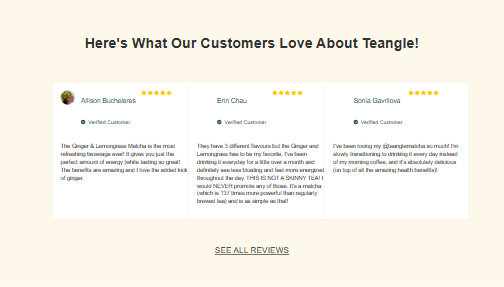 Here's What Our Customers Love About Teangle!
Allison Bucheleres
Verified Customer
The Ginger & Lemongrass Matcha is the most
refreshing beverage ever! It gives you just the
perfect amount of energy (while tasting so great!
The benefits are amazing and I love the added kick
of ginger.
Erin Chau
Verified Customer
They have 3 different flavours but the Ginger and
Lemongrass has to be my favorite. I've been
drinking it everyday for a little over a month and
definitely see less bloating and feel more energized
throughout the day. THIS IS NOT A SKINNY TEA! I
would NEVER promote any of those. It's a matcha
(which is 137 times more powerful than regularly
brewed tea) and is as simple as that!
Sonia Gavrilova
Verified Customer
I've been loving my @teanglematcha so much! I'm
slowly transitioning to drinking it every day instead
of my morning coffee, and it's absolutely delicious
(on top of all the amazing health benefits)!
SEE ALL REVIEWS